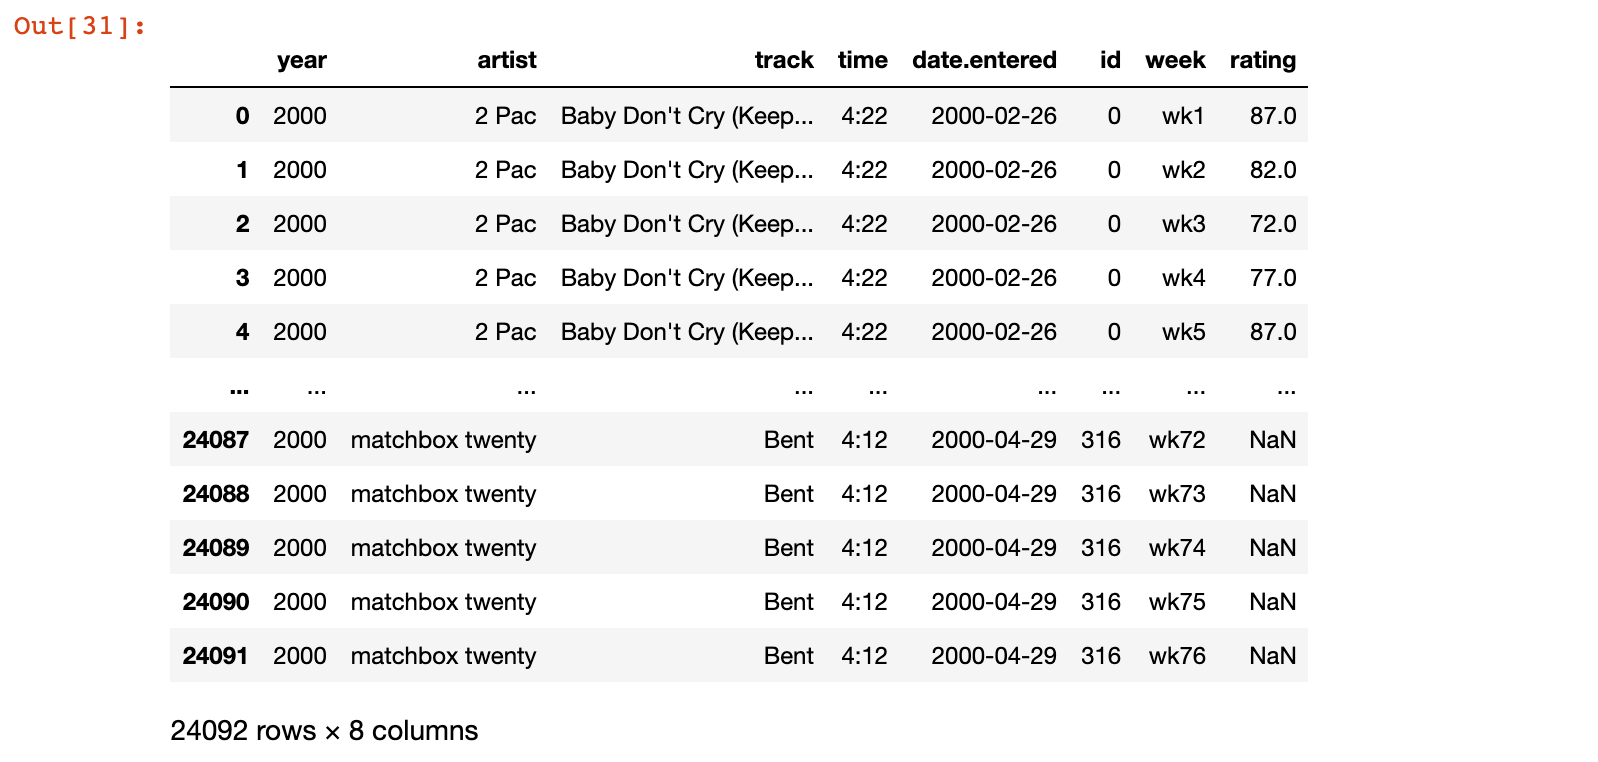 Out[31]:
year artist track time date.entered id week rating
0 2000 2 Pac Baby Don't Cry (Keep... 4:22 2000-02-26 0 wk1 87.0
1 2000 2 Pac Baby Don't Cry (Keep... 4:22 2000-02-26 0 wk2 82.0
2 2000 2 Pac Baby Don't Cry (Keep... 4:22 2000-02-26 0 wk3 72.0
3 2000 2 Pac Baby Don't Cry (Keep... 4:22 2000-02-26 0 wk4 77.0
4 2000 2 Pac Baby Don't Cry (Keep... 4:22 2000-02-26 0 wk5 87.0
... ... ... ... ... ... ... ... ...
24087 2000 matchbox twenty Bent 4:12 2000-04-29 316 wk72 NaN
24088 2000 matchbox twenty Bent 4:12 2000-04-29 316 wk73 NaN
24089 2000 matchbox twenty Bent 4:12 2000-04-29 316 wk74 NaN
24090 2000 matchbox twenty Bent 4:12 2000-04-29 316 wk75 NaN
24091 2000 matchbox twenty Bent 4:12 2000-04-29 316 wk76 NaN
24092 rows × 8 columns